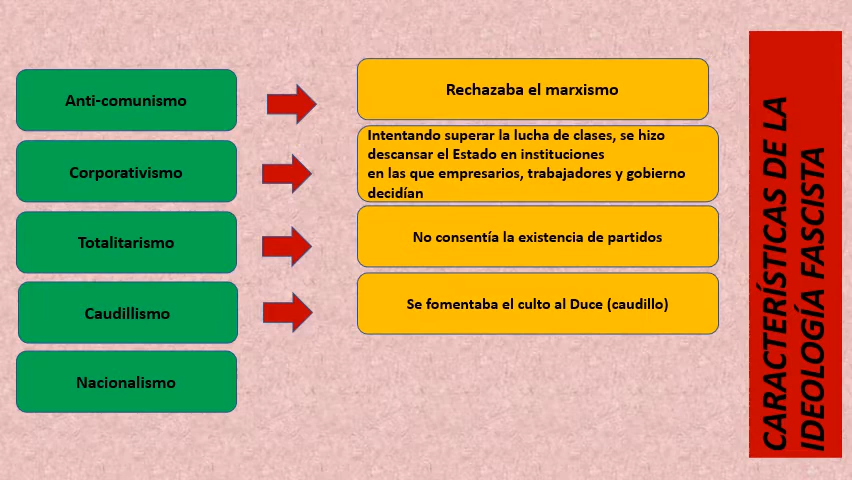 Anti-comunismo
Rechazaba el marxismo
Corporativismo
Intentando superar la lucha de clases, se hizo
descansar el Estado en instituciones
en las que empresarios, trabajadores y gobierno
decidían
Totalitarismo
No consentía la existencia de partidos
Caudillismo
Se fomentaba el culto al Duce (caudillo)
Nacionalismo
CARACTERÍSTICAS DE LA
IDEOLOGÍA FASCISTA